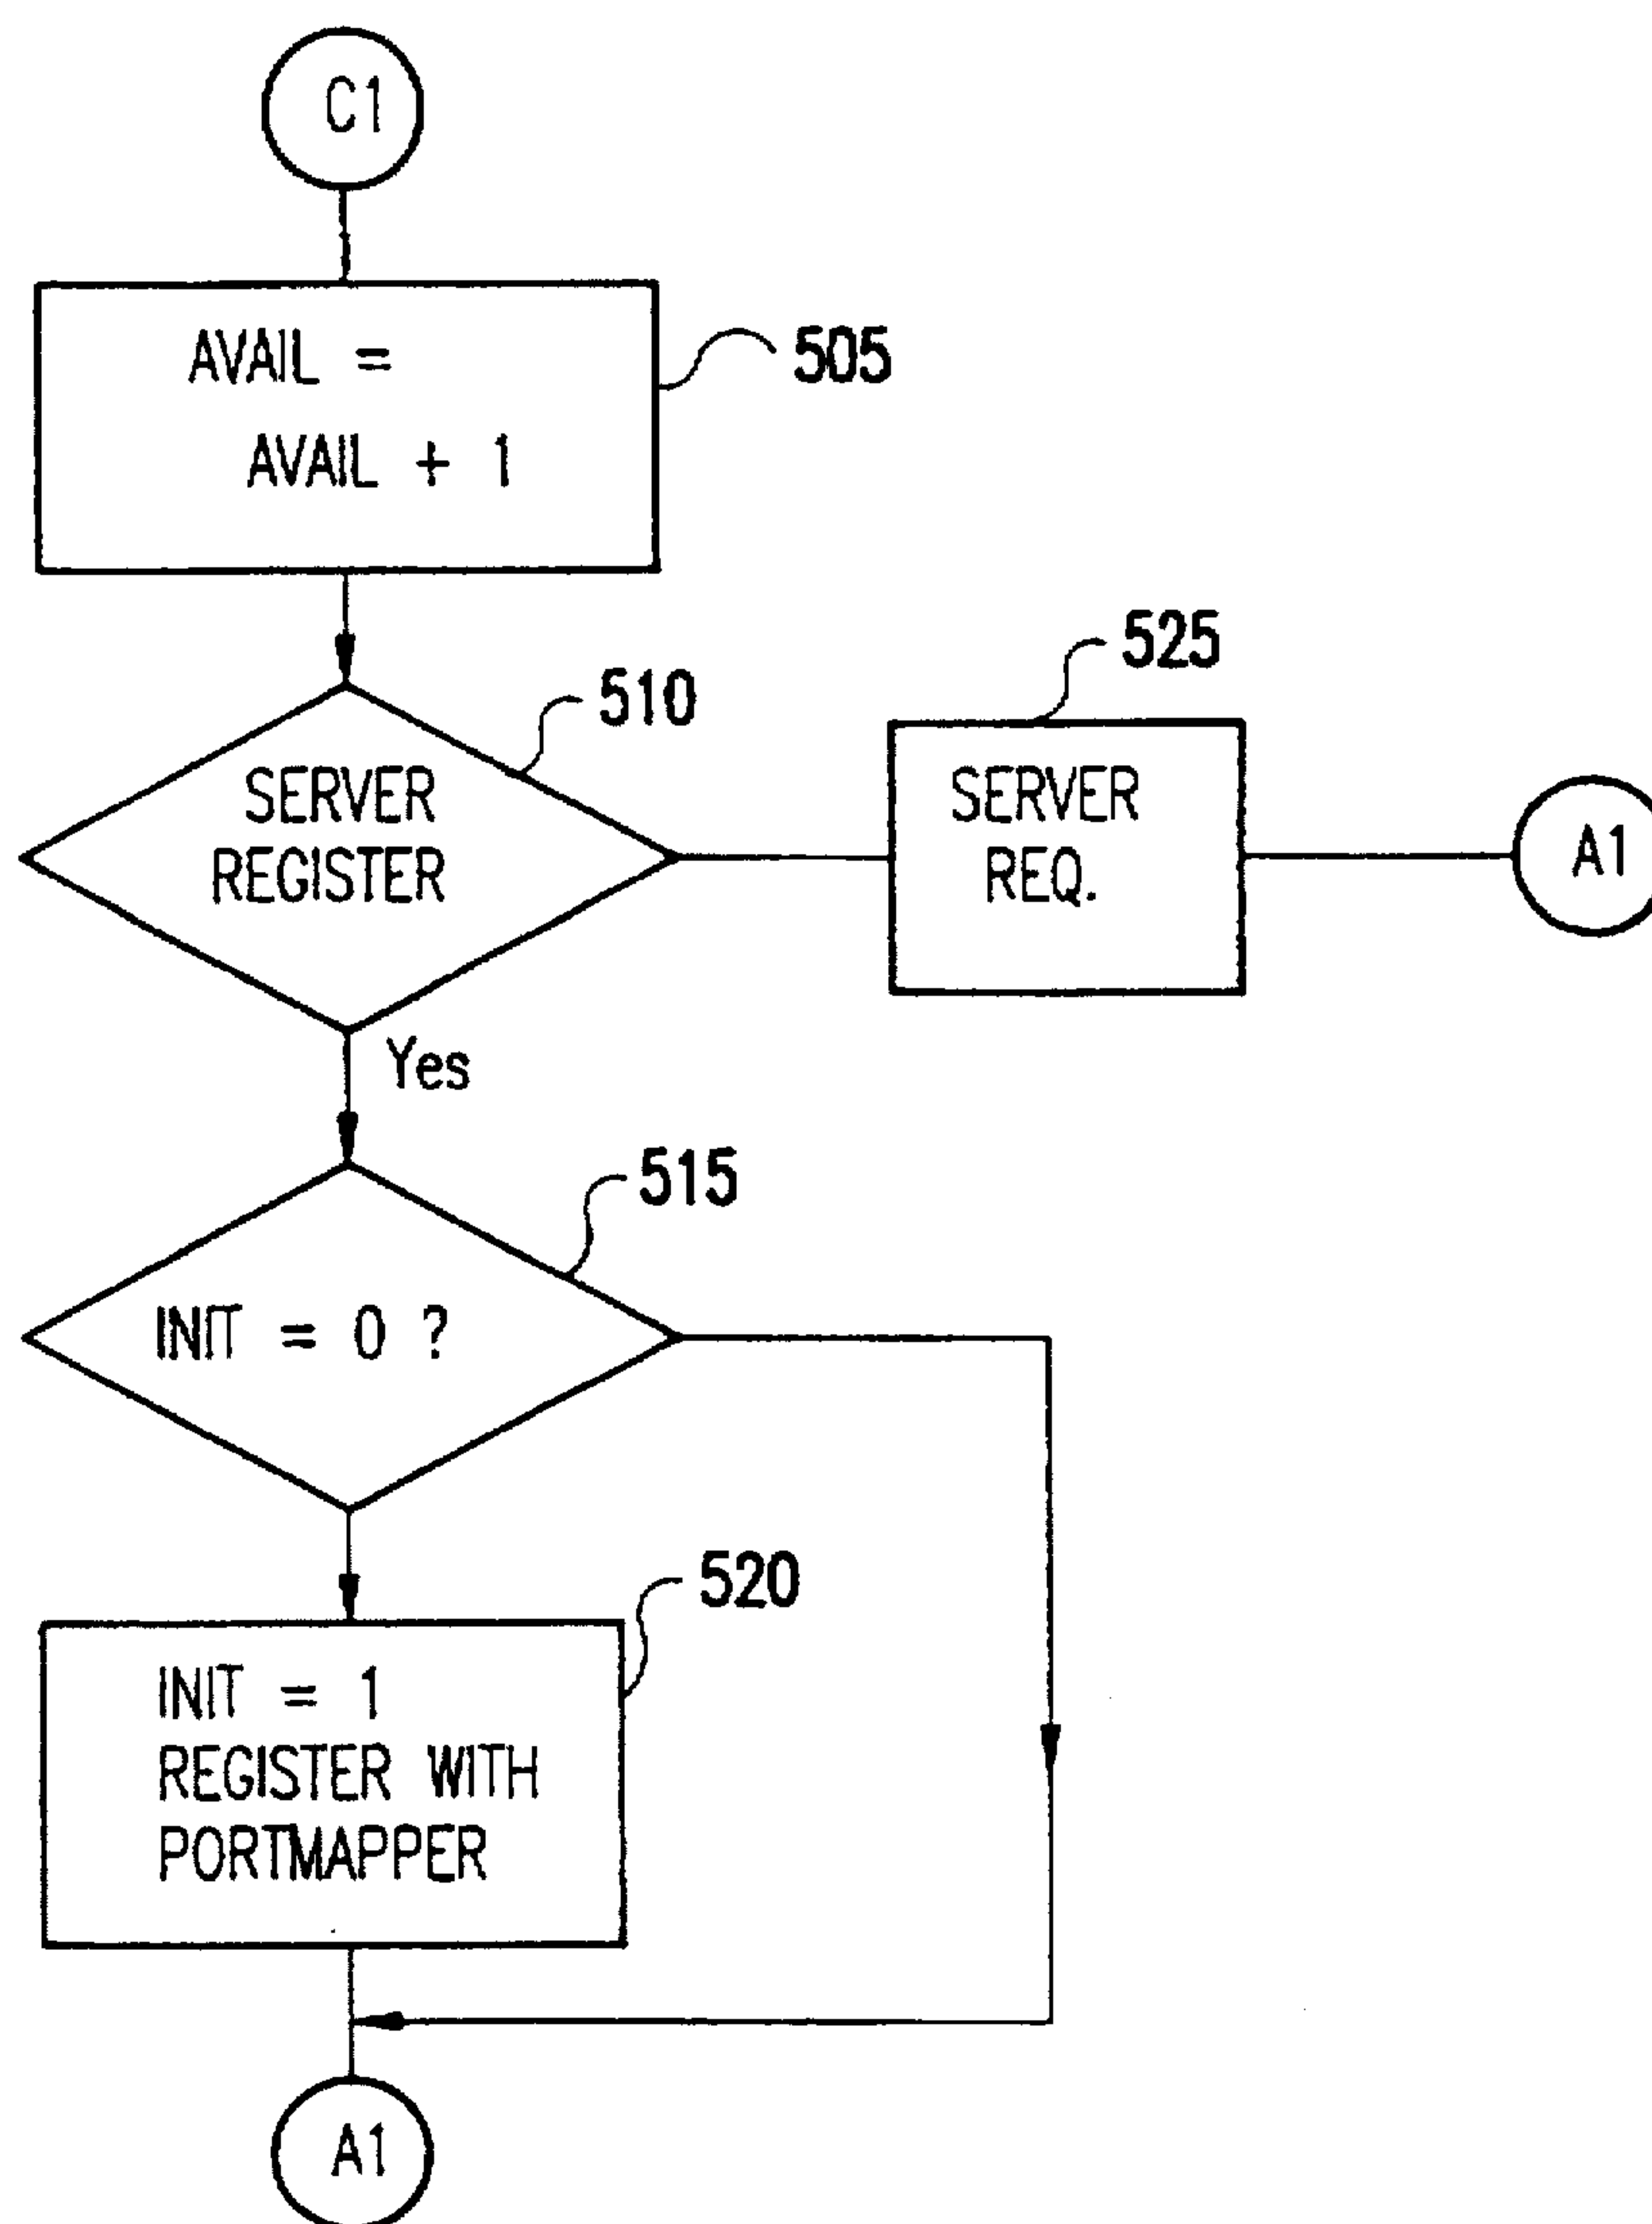 C1
AVAIL =
AVAIL + 1
505
525
510
SERVER
REGISTER
SERVER
REQ.
A1
Yes
515
INIT = 0 ?
520
INIT = 1
REGISTER WITH
PORTMAPPER
A1